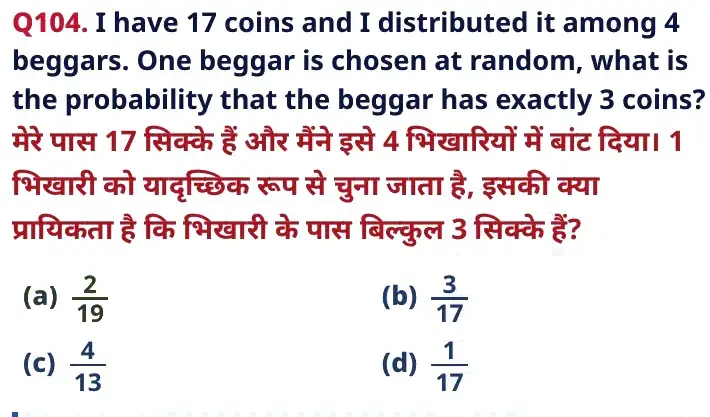 Q104. I have 17 coins and I distributed it among 4
beggars. One beggar is chosen at random, what is
the probability that the beggar has exactly 3 coins?
मेरे पास 17 सिक्के हैं और मैंने इसे 4 भिखारियों में बांट दिया। 1
भिखारी को यादृच्छिक रूप से चुना जाता है, इसकी क्या
प्रायिकता है कि भिखारी के पास बिल्कुल 3 सिक्के हैं?
(a) 2/19 (b) 3/17
(c) 4/13 (d) 1/17